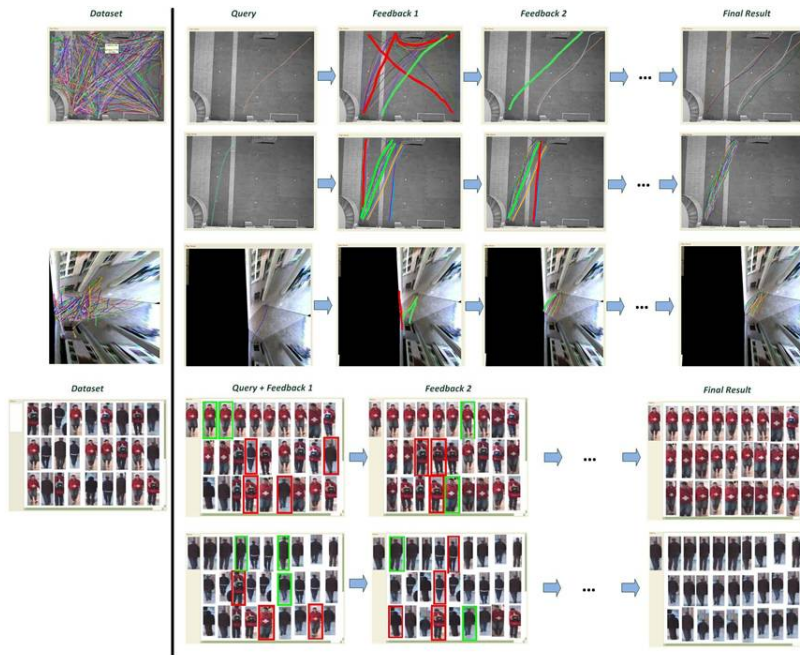 Dataset Query Feedback 1 Feedback 2 Final Result
...
...
...
Dataset Query + Feedback 1 Feedback 2 Final Result
...
...